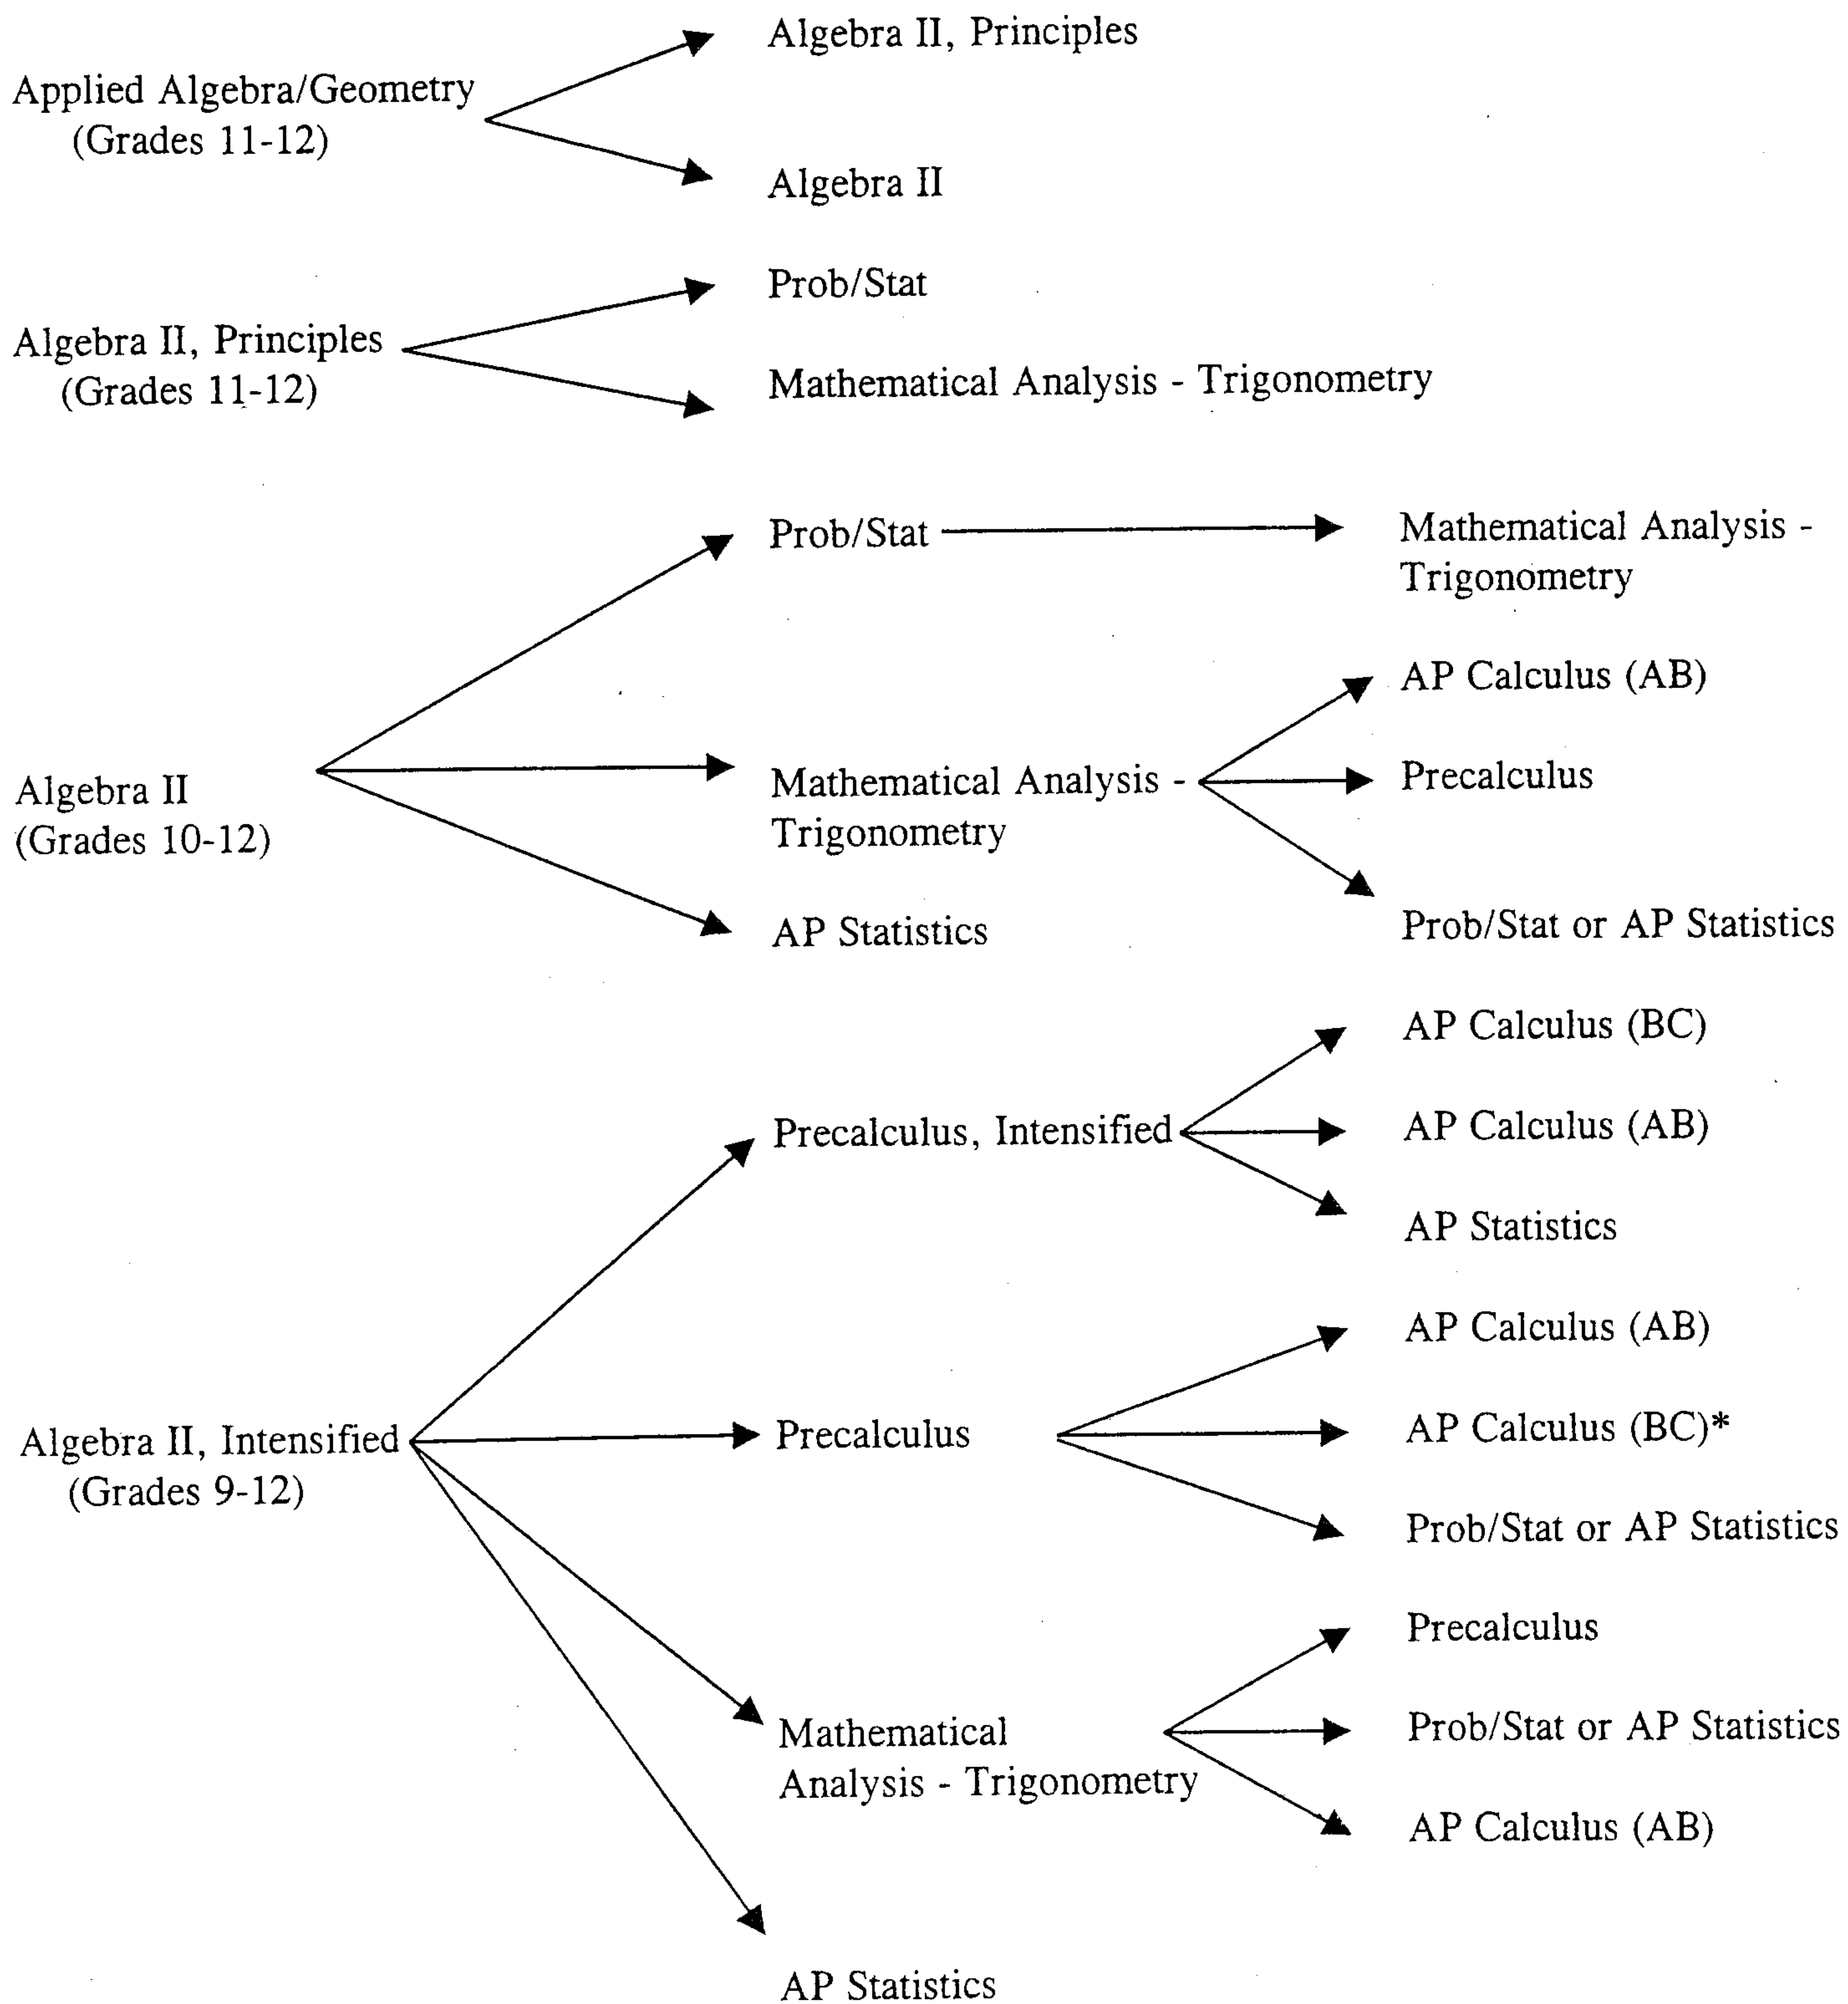 Algebra II, Principles
Applied Algebra/Geometry
(Grades 11-12)
Algebra II
Prob/Stat
Algebra II, Principles
(Grades 11-12)
Mathematical Analysis - Trigonometry
Prob/Stat
Mathematical Analysis -
Trigonometry
AP Calculus (AB)
Algebra II
(Grades 10-12)
Mathematical Analysis -
Trigonometry
Precalculus
AP Statistics
Prob/Stat or AP Statistics
AP Calculus (BC)
Precalculus, Intensified
AP Calculus (AB)
AP Statistics
AP Calculus (AB)
Algebra II, Intensified
(Grades 9-12)
Precalculus
AP Calculus (BC)*
Prob/Stat or AP Statistics
Precalculus
Mathematical
Analysis - Trigonometry
Prob/Stat or AP Statistics
AP Calculus (AB)
AP Statistics